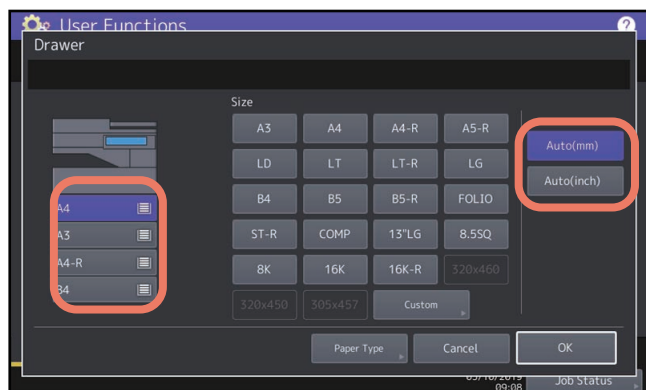 User Functions
?
Drawer
Size
A3 A4 A4-R A5-R
Auto(mm)
LD LT LT-R LG
Auto(inch)
A4
B4 B5 B5-R FOLIO
A3
ST-R COMP 13"LG 8.5SQ
A4-R
8K 16K 16K-R 320x460
B4
320x450 305x457 Custom
Paper Type Cancel OK
09:08 Job Status